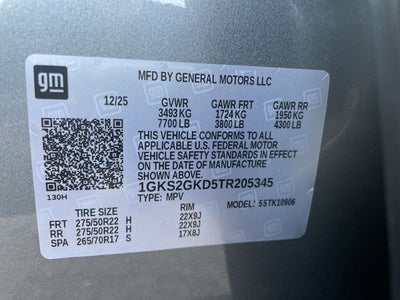 gm
MFD BY GENERAL MOTORS LLC
12/25 GVWR GAWR FRT GAWR RR
3493 KG 1724 KG 1950 KG
7700 LB 3800 LB 4300 LB
THIS VEHICLE CONFORMS TO ALL
APPLICABLE U.S. FEDERAL MOTOR
VEHICLE SAFETY STANDARDS IN EFFECT
ON THE DATE OF MANUFACTURE
SHOWN ABOVE.
1GKS2GKD5TR205345
130H TYPE: MPV 55TK10906
TIRE SIZE RIM
FRT 275/50R22 H 22X9J
RR 275/50R22 H 22X9J
SPA 265/70R17 S 17X8J